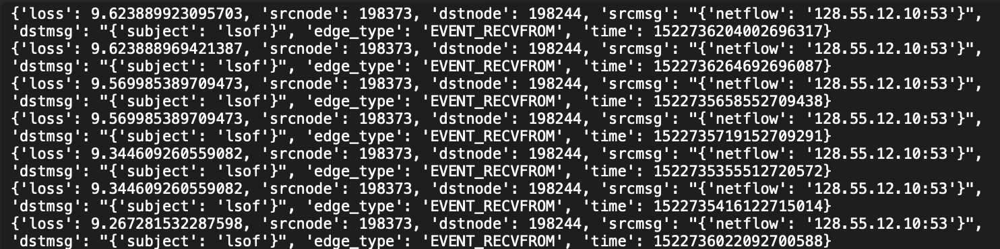 {'loss': 9.623889923095703, 'srcnode': 198373, 'dstnode': 198244, 'srcmsg': "{'netflow': '128.55.12.10:53'}",
'dstmsg': "{'subject': 'lsof'}", 'edge_type': 'EVENT_RECVFROM', 'time': 1522736204002696317}
{'loss': 9.623888969421387, 'srcnode': 198373, 'dstnode': 198244, 'srcmsg': "{'netflow': '128.55.12.10:53'}",
'dstmsg': "{'subject': 'lsof'}", 'edge_type': 'EVENT_RECVFROM', 'time': 1522736264692696087}
{'loss': 9.569985389709473, 'srcnode': 198373, 'dstnode': 198244, 'srcmsg': "{'netflow': '128.55.12.10:53'}",
'dstmsg': "{'subject': 'lsof'}", 'edge_type': 'EVENT_RECVFROM', 'time': 1522735658552709438}
{'loss': 9.569985389709473, 'srcnode': 198373, 'dstnode': 198244, 'srcmsg': "{'netflow': '128.55.12.10:53'}",
'dstmsg': "{'subject': 'lsof'}", 'edge_type': 'EVENT_RECVFROM', 'time': 1522735719152709291}
{'loss': 9.344609260559082, 'srcnode': 198373, 'dstnode': 198244, 'srcmsg': "{'netflow': '128.55.12.10:53'}",
'dstmsg': "{'subject': 'lsof'}", 'edge_type': 'EVENT_RECVFROM', 'time': 1522735355512720572}
{'loss': 9.344609260559082, 'srcnode': 198373, 'dstnode': 198244, 'srcmsg': "{'netflow': '128.55.12.10:53'}",
'dstmsg': "{'subject': 'lsof'}", 'edge_type': 'EVENT_RECVFROM', 'time': 1522735416122715014}
{'loss': 9.267281532287598, 'srcnode': 198373, 'dstnode': 198244, 'srcmsg': "{'netflow': '128.55.12.10:53'}",
'dstmsg': "{'subject': 'lsof'}", 'edge_type': 'EVENT_RECVFROM', 'time': 1522736022092700588}